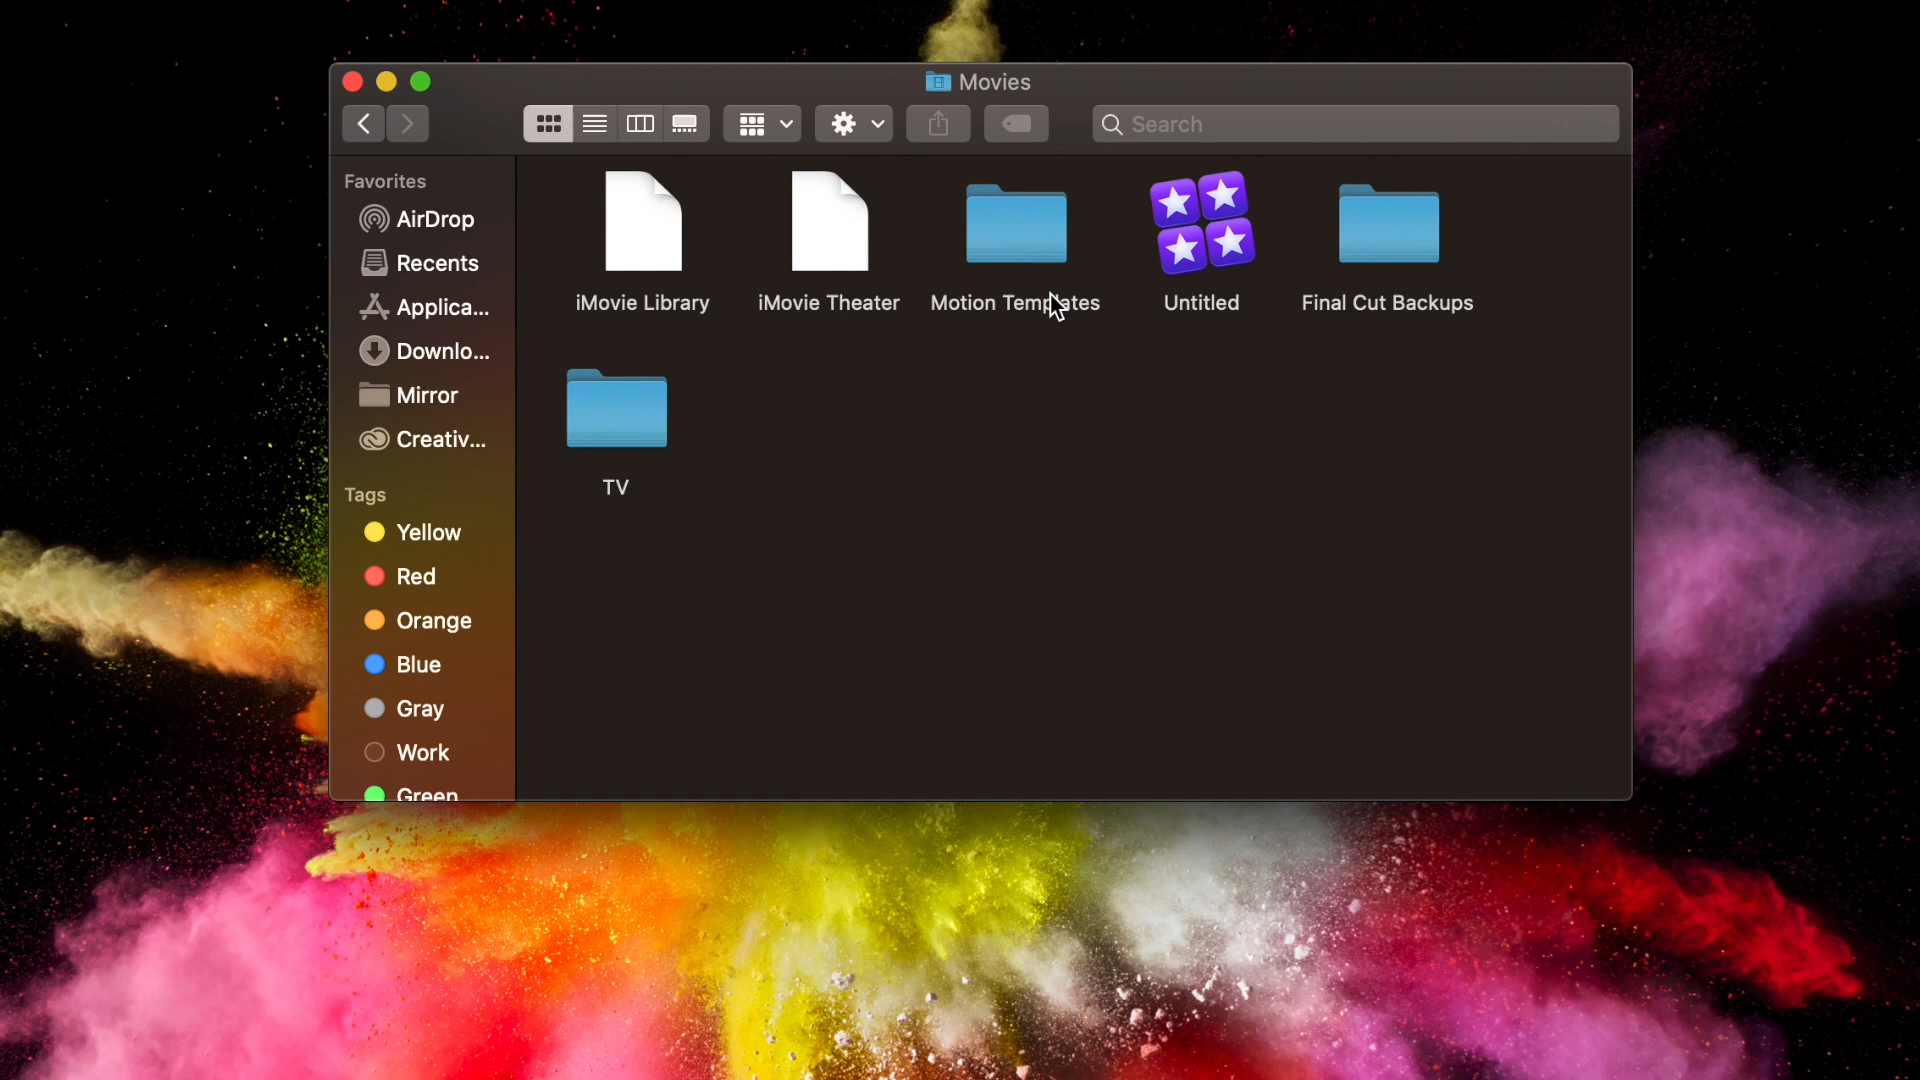 Movies
Search
Favorites
AirDrop
Recents
Applica...
Downlo...
Mirror
Creativ...
Tags
Yellow
Red
Orange
Blue
Gray
Work
Green
iMovie Library
iMovie Theater
Motion Templates
Untitled
Final Cut Backups
TV